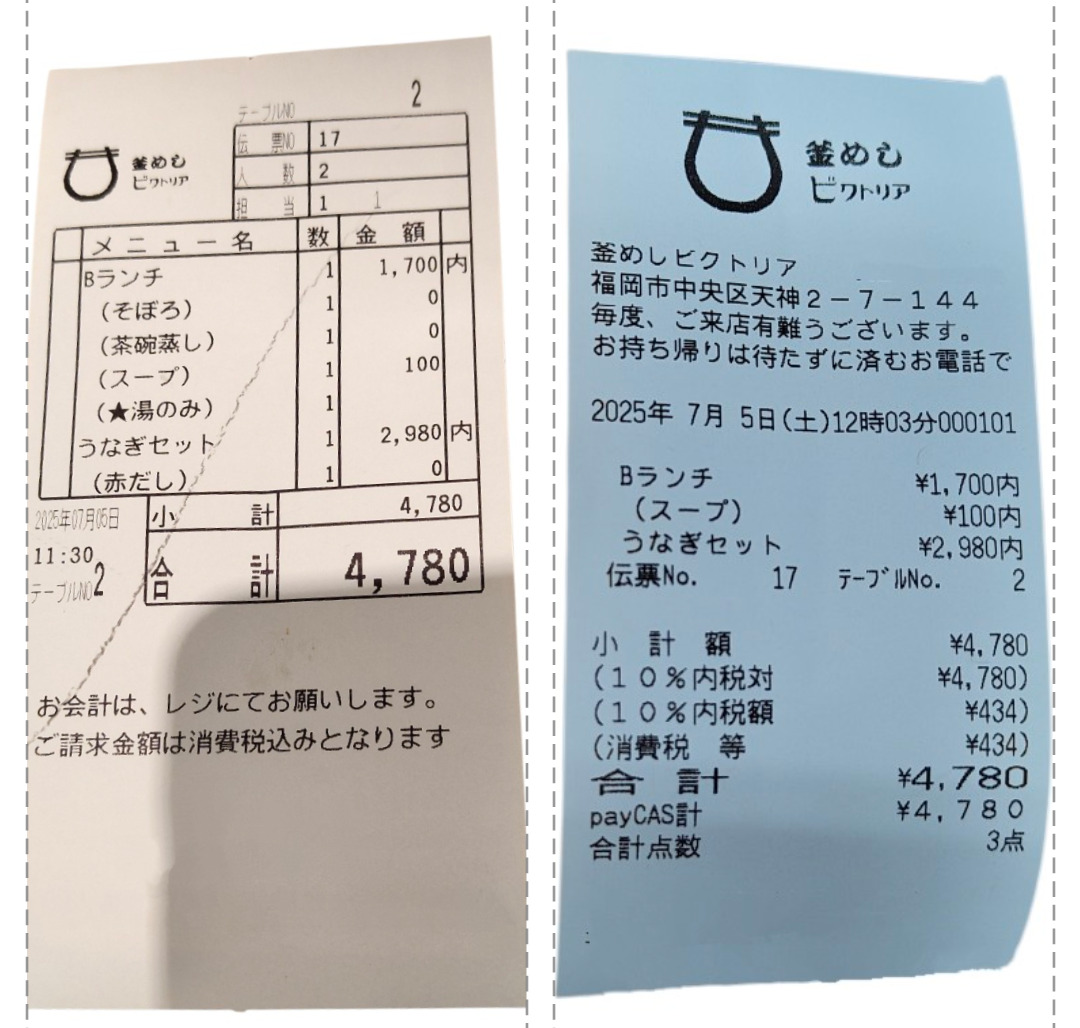 テーブルNO 2
伝 票NO 17
人 数 2
担 当 1 1
釜めし
ビクトリア
メニュー名 数 金 額
Bランチ 1 1,700 内
(そぼろ) 1 0
(茶碗蒸し) 1 0
(スープ) 1 100
(★湯のみ) 1
うなぎセット 1 2,980 内
(赤だし) 1 0
2025年07月05日 小 計 4,780
11:30
テーブルNO2 合 計 4,780
お会計は、レジにてお願いします。
ご請求金額は消費税込みとなります
釜めし
ビクトリア
釜めしビクトリア
福岡市中央区天神2-7-144
毎度、ご来店有難うございます。
お持ち帰りは待たずに済むお電話で
2025年 7月 5日(土)12時03分000101
Bランチ ¥1,700内
(スープ) ¥100内
うなぎセット ¥2,980内
伝票No. 17 テーブルNo. 2
小 計 額 ¥4,780
(10%内税対 ¥4,780)
(10%内税額 ¥434)
(消費税 等 ¥434)
合 計 ¥4,780
payCAS計 ¥4,780
合計点数 3点